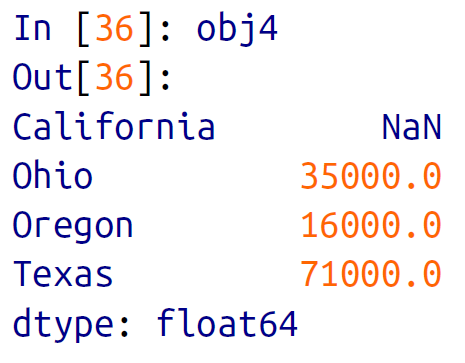 In [36]: obj4
Out[36]:
California NaN
Ohio 35000.0
Oregon 16000.0
Texas 71000.0
dtype: float64